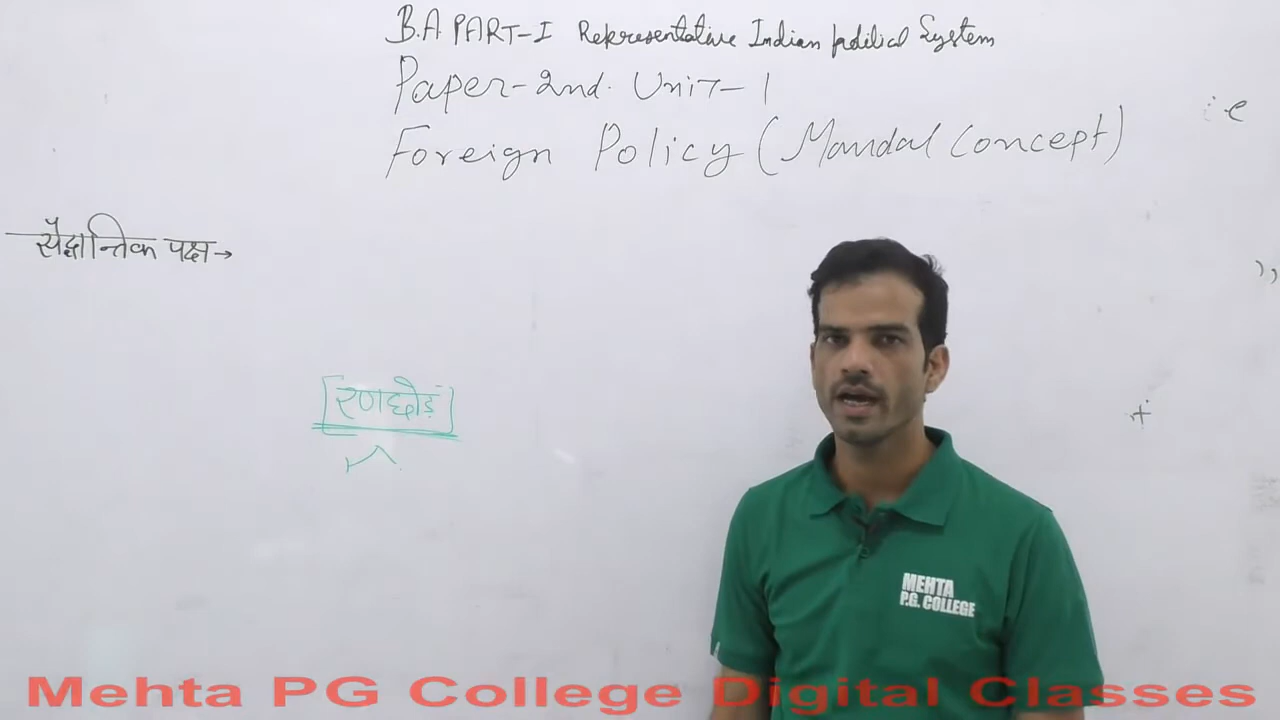 B.A PART-I Representative Indian political System
Paper-2nd. Unit-1
Foreign Policy (Mandal Concept)
सैद्धान्तिक पक्ष→
[रणछोड़]
MEHTA
P.G. COLLEGE
Mehta PG College Digital Classes